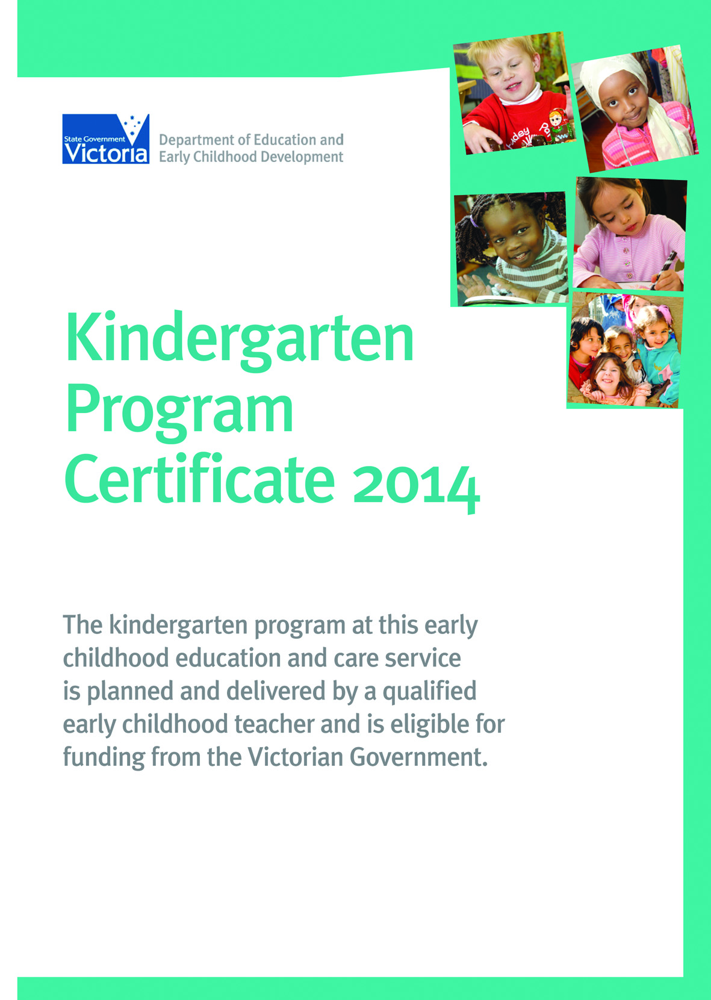 State Government
Victoria
Department of Education and
Early Childhood Development
Kindergarten
Program
Certificate 2014
The kindergarten program at this early
childhood education and care service
is planned and delivered by a qualified
early childhood teacher and is eligible for
funding from the Victorian Government.